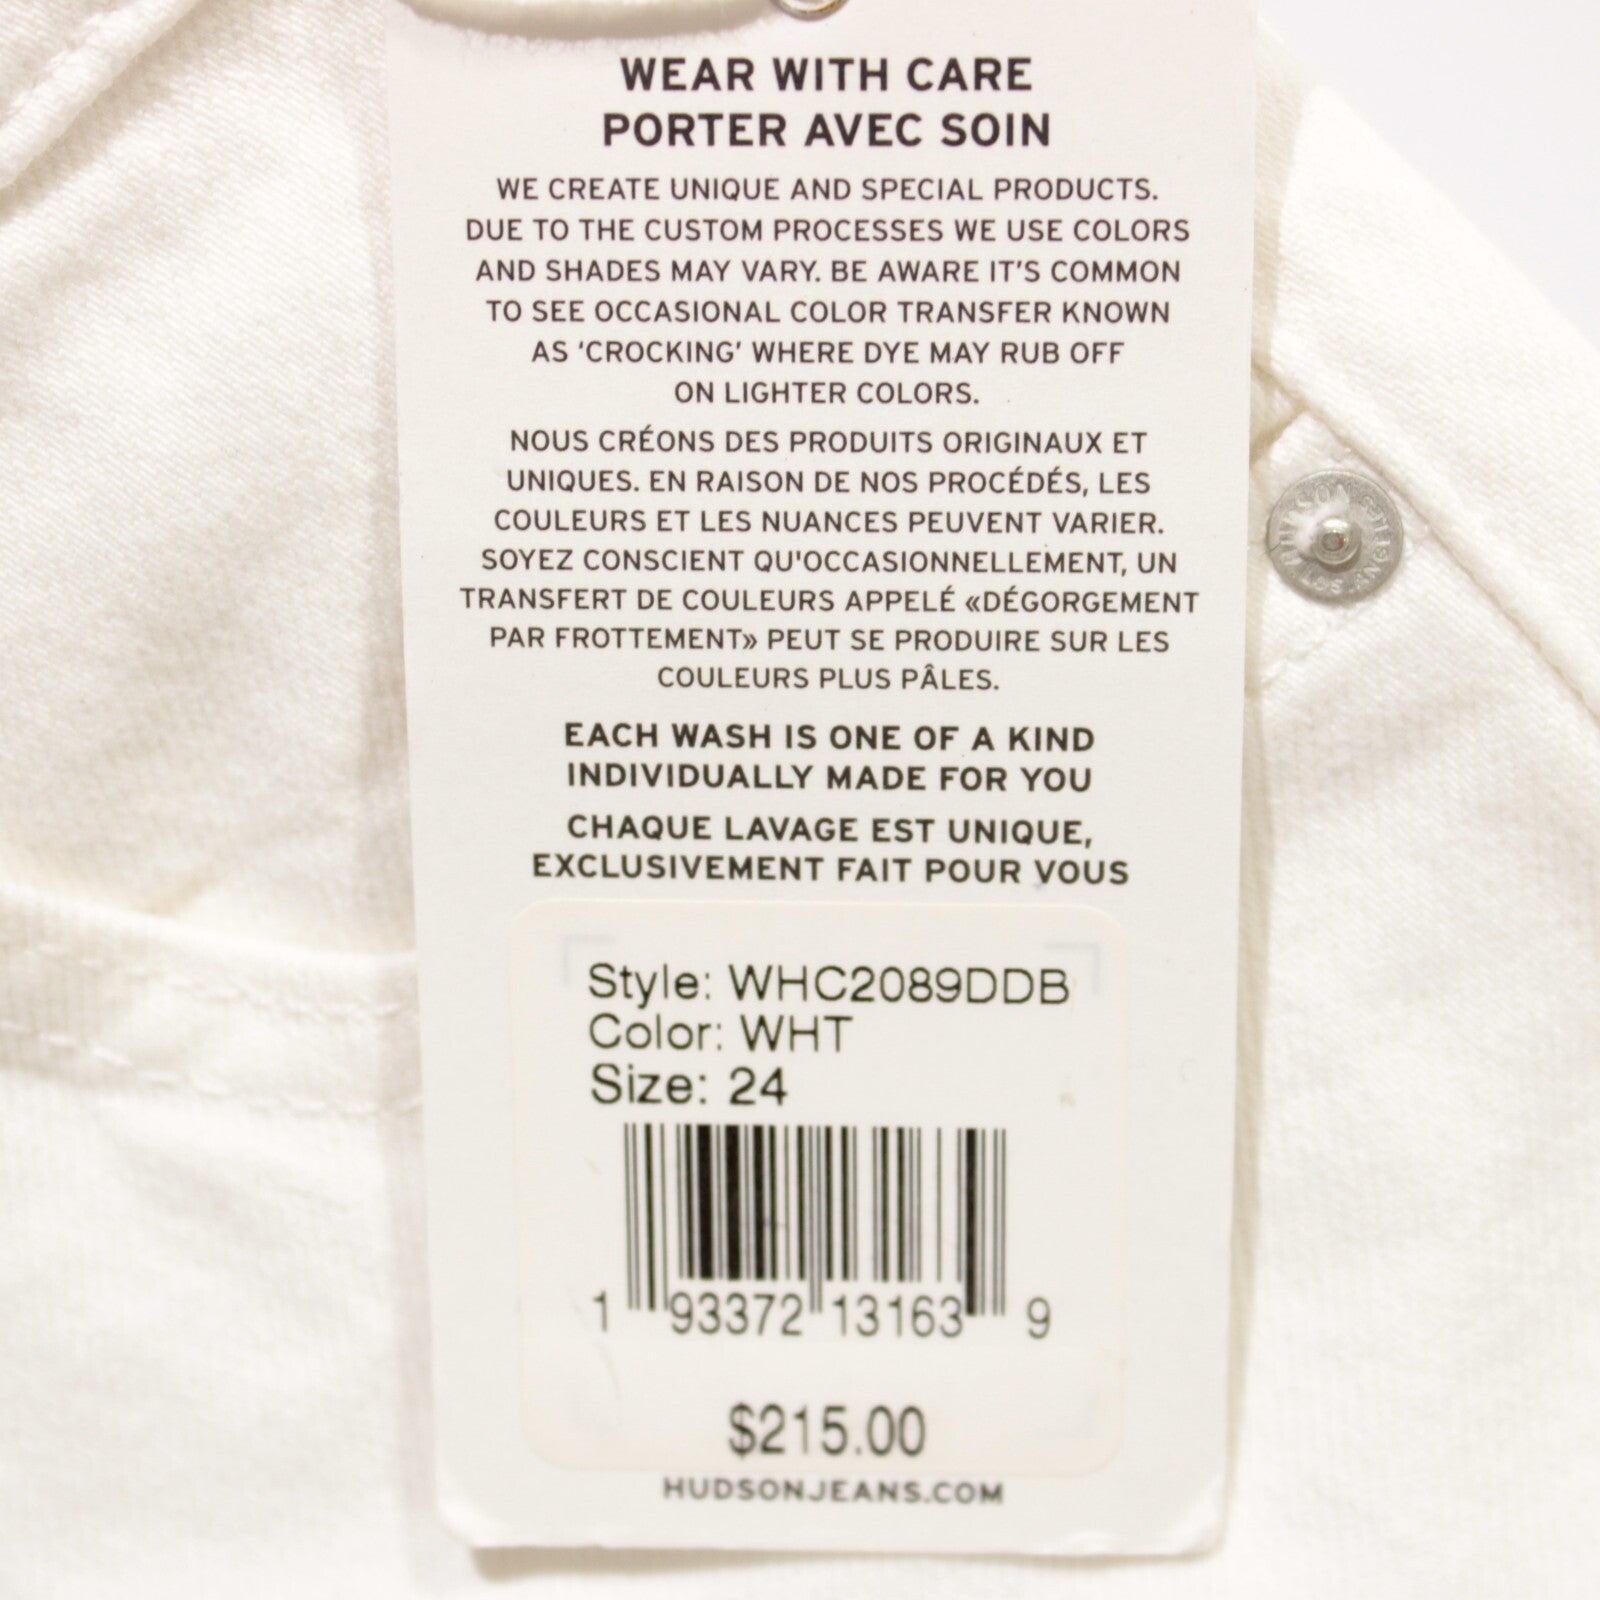 WEAR WITH CARE
PORTER AVEC SOIN
WE CREATE UNIQUE AND SPECIAL PRODUCTS.
DUE TO THE CUSTOM PROCESSES WE USE COLORS
AND SHADES MAY VARY. BE AWARE IT'S COMMON
TO SEE OCCASIONAL COLOR TRANSFER KNOWN
AS 'CROCKING' WHERE DYE MAY RUB OFF
ON LIGHTER COLORS.
NOUS CRÉONS DES PRODUITS ORIGINAUX ET
UNIQUES. EN RAISON DE NOS PROCÉDÉS, LES
COULEURS ET LES NUANCES PEUVENT VARIER.
SOYEZ CONSCIENT QU'OCCASIONNELLEMENT, UN
TRANSFERT DE COULEURS APPELÉ «DÉGORGEMENT
PAR FROTTEMENT» PEUT SE PRODUIRE SUR LES
COULEURS PLUS PÂLES.
EACH WASH IS ONE OF A KIND
INDIVIDUALLY MADE FOR YOU
CHAQUE LAVAGE EST UNIQUE,
EXCLUSIVEMENT FAIT POUR VOUS
Style: WHC2089DDB
Color: WHT
Size: 24
1 93372 13163 9
$215.00
HUDSONJEANS.COM
HUDSON
LOS ANGELES